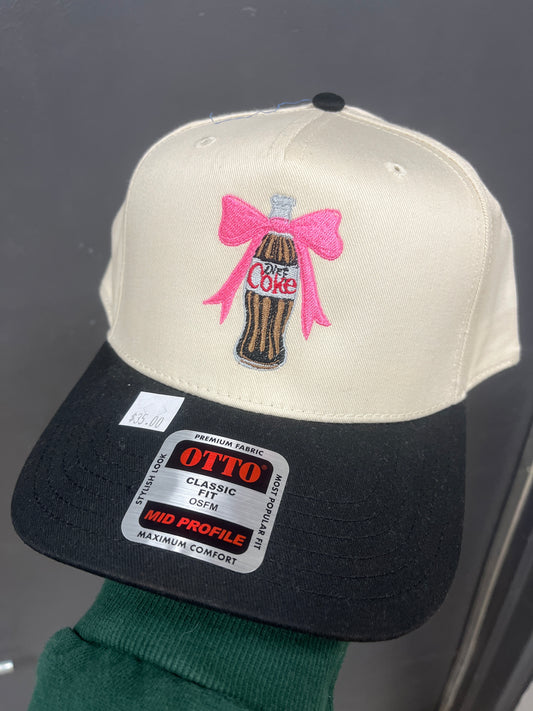 DIET
Coke
$35.00
PREMIUM FABRIC
STYLISH LOOK
OTTO®
CLASSIC
FIT
OSFM
MID PROFILE
MOST POPULAR FIT
MAXIMUM COMFORT